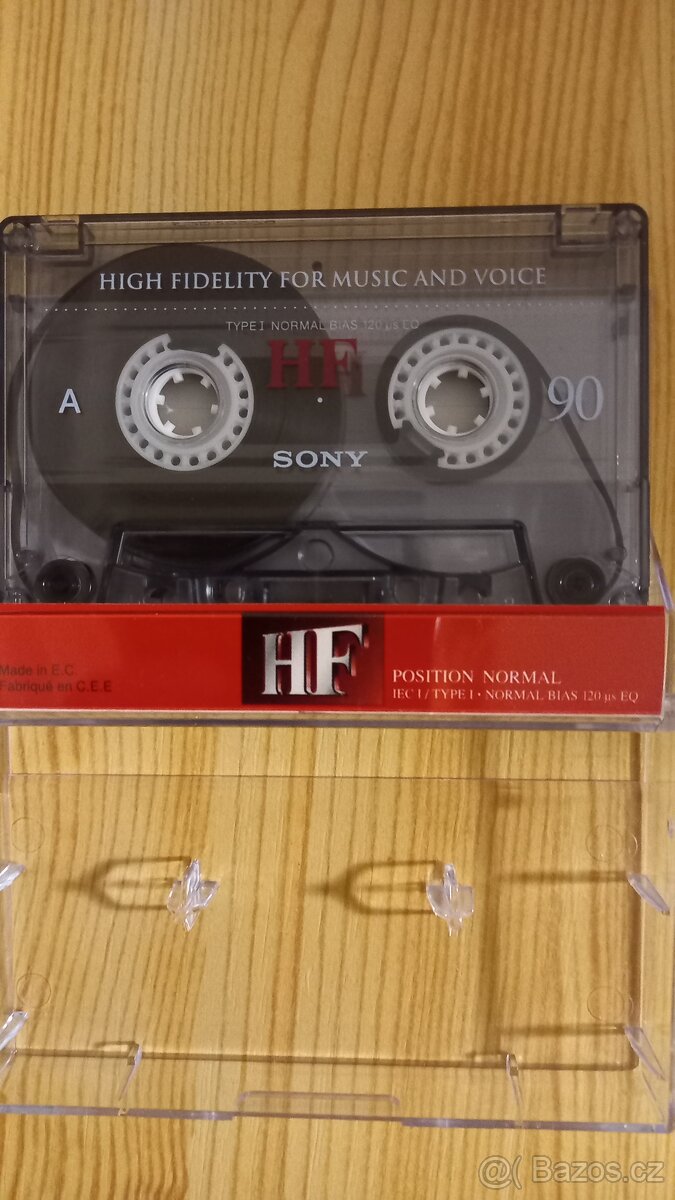 HIGH FIDELITY FOR MUSIC AND VOICE
TYPE I NORMAL BIAS 120 µs EQ
HF
A
90
SONY
Made in E.C.
Fabriqué en C.E.E
HF
POSITION NORMAL
IEC I / TYPE I • NORMAL BIAS 120 µs EQ
Bazos.cz